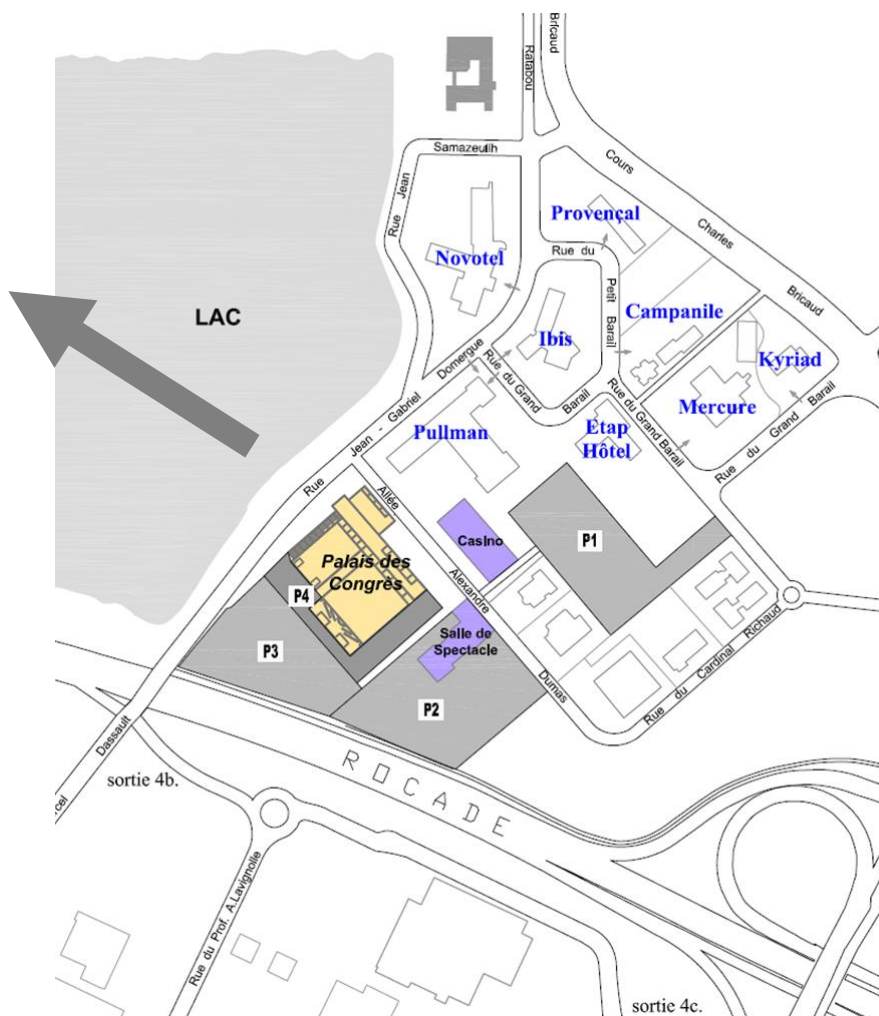 Bricaud
Ratabou
Samazeuilh
Cours
Charles
Bricaud
Rue Jean
Provençal
Rue du
Petit Barail
Novotel
LAC
Campanile
Ibis
Kyriad
Mercure
Domergue
Rue du Grand
Barail
Rue du Grand Barail
Rue du Grand Barail
Jean - Gabriel
Rue
Pullman
Etap
Hôtel
Allée
Alexandre
Dumas
Casino
P1
Palais des
Congrès
P4
P3
Salle de
Spectacle
P2
Rue du Cardinal Richaud
Dassault
sortie 4b.
ROCADE
Rue du Prof. A.Lavignolle
sortie 4c.